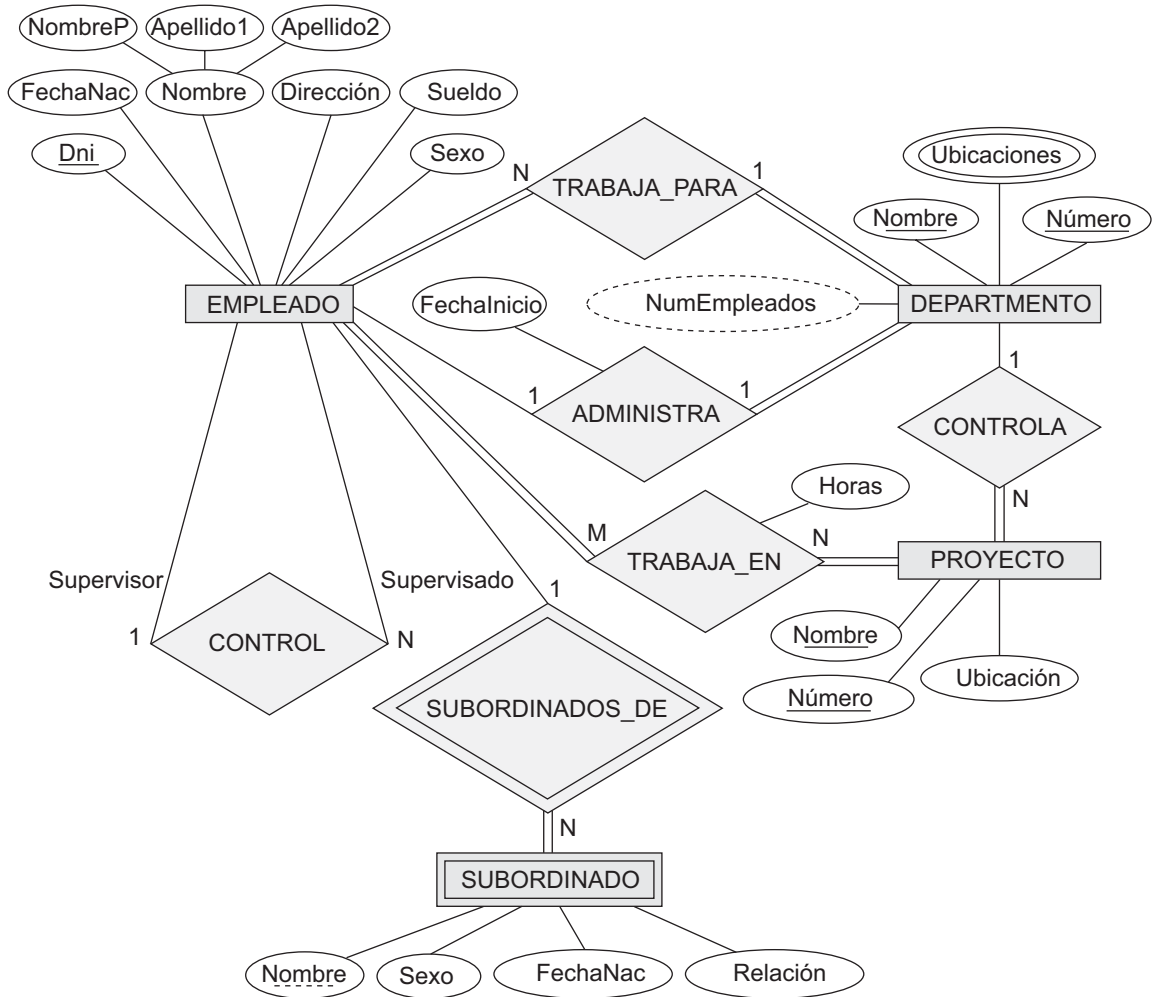 NombreP
Apellido1
Apellido2
FechaNac
Nombre
Dirección
Sueldo
Dni
Sexo
N
TRABAJA_PARA
1
Ubicaciones
Nombre
Número
EMPLEADO
FechaInicio
NumEmpleados
DEPARTMENTO
1
ADMINISTRA
1
1
CONTROLA
N
Horas
M
TRABAJA_EN
N
PROYECTO
Supervisor
Supervisado
1
CONTROL
N
1
Nombre
Número
Ubicación
SUBORDINADOS_DE
N
SUBORDINADO
Nombre
Sexo
FechaNac
Relación